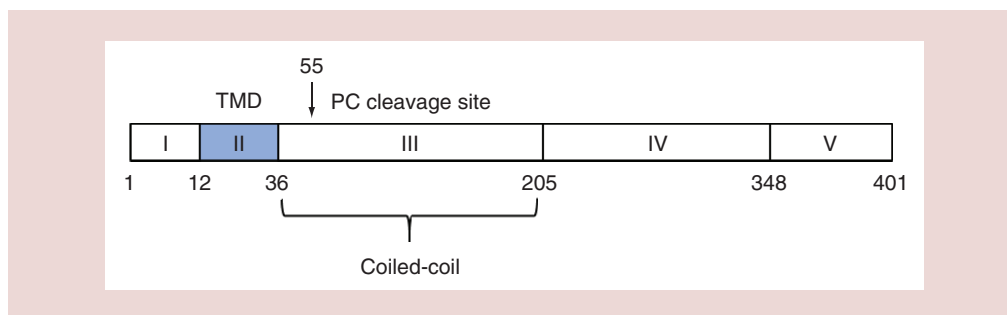 55
TMD PC cleavage site
I II III IV V
1 12 36 205 348 401
Coiled-coil